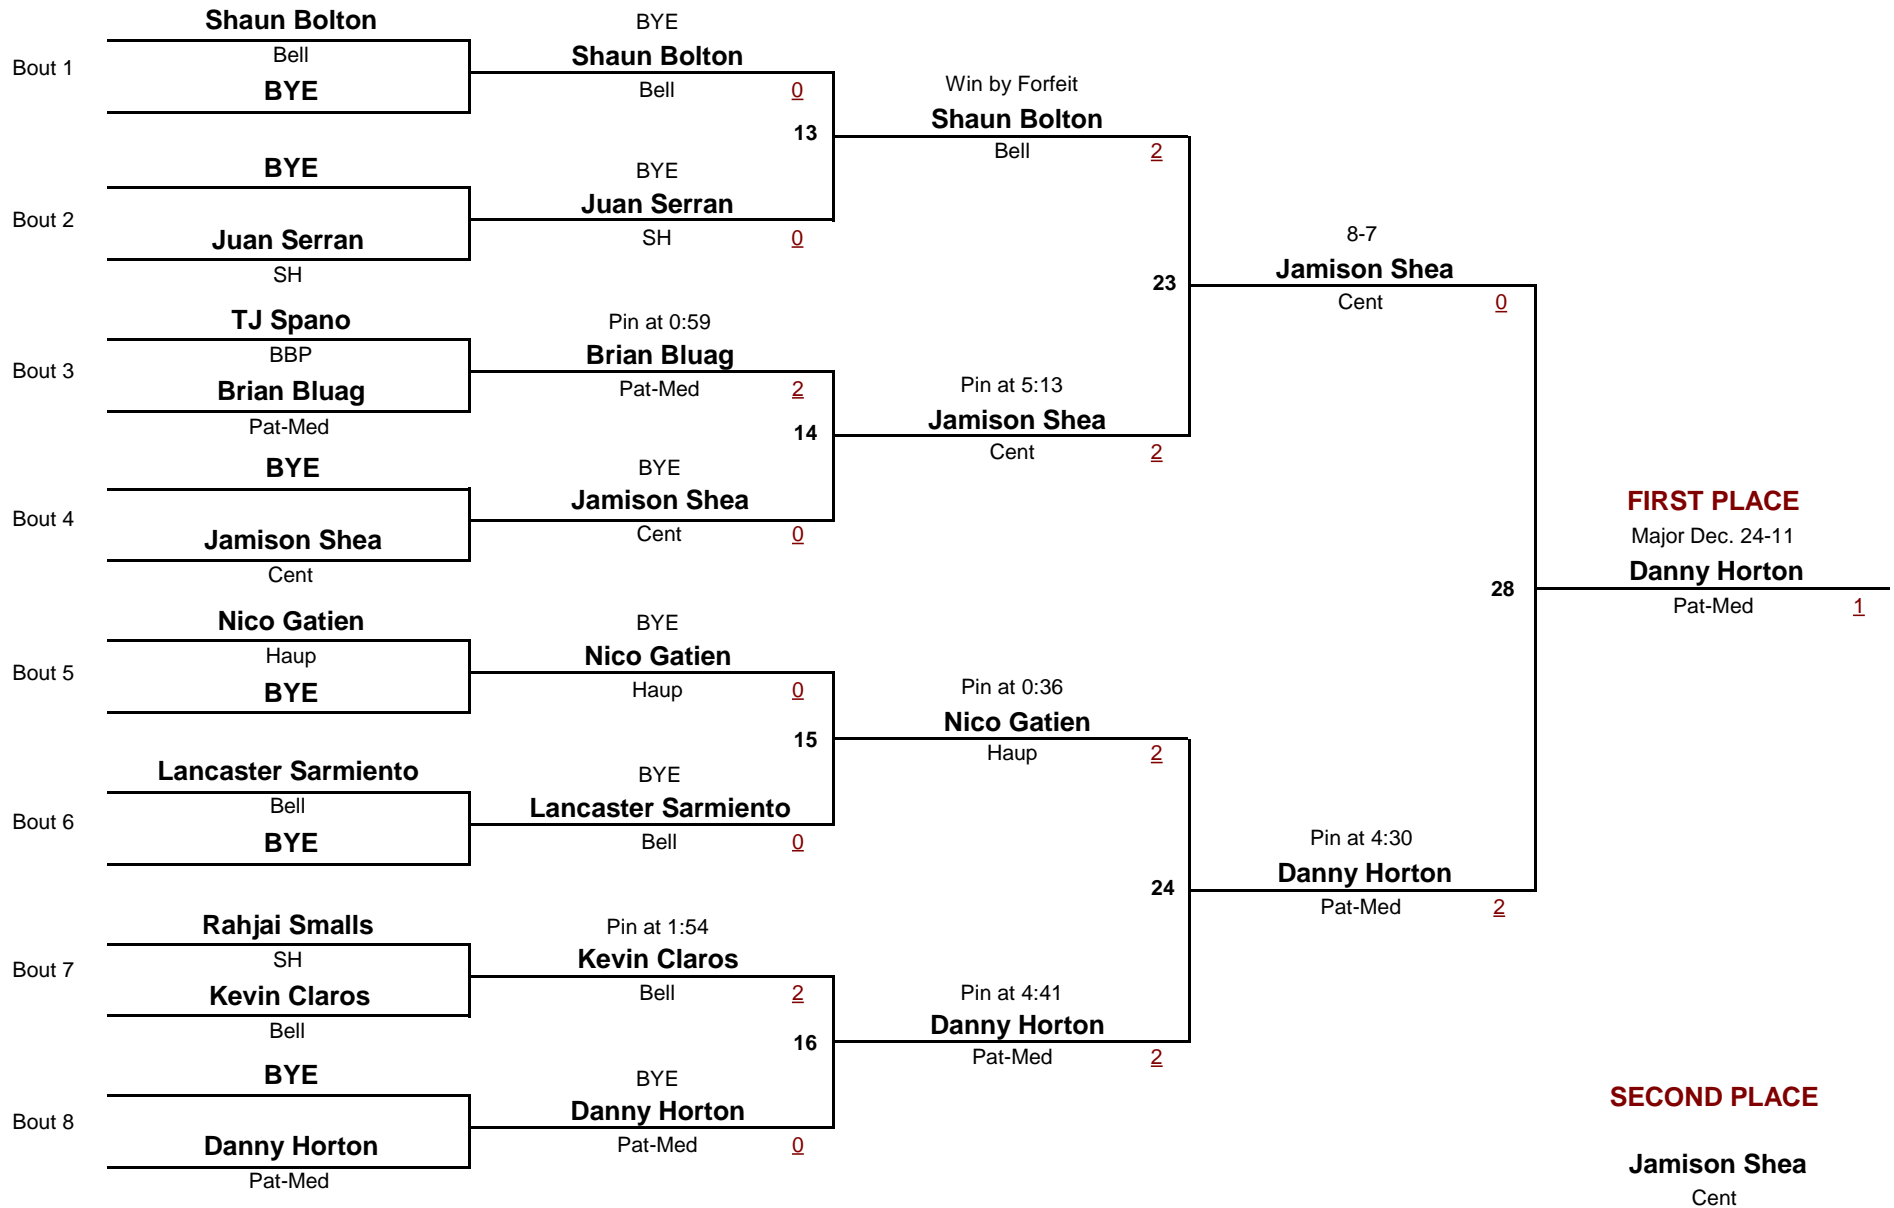 Shaun Bolton
Bout 1
Bell
BYE
BYE
Juan Serran
Bout 2
SH
TJ Spano
Bout 3
BBP
Brian Bluag
Pat-Med
BYE
Bout 4
Jamison Shea
Cent
Nico Gatien
Bout 5
Haup
BYE
Lancaster Sarmiento
Bout 6
Bell
BYE
Rahjai Smalls
Bout 7
SH
Kevin Claros
Bell
BYE
Bout 8
Danny Horton
Pat-Med
BYE
Shaun Bolton
Bell 0
13
BYE
Juan Serran
SH 0
Pin at 0:59
Brian Bluag
Pat-Med 2
14
BYE
Jamison Shea
Cent 0
BYE
Nico Gatien
Haup 0
15
BYE
Lancaster Sarmiento
Bell 0
Pin at 1:54
Kevin Claros
Bell 2
16
BYE
Danny Horton
Pat-Med 0
Win by Forfeit
Shaun Bolton
Bell 2
23
Pin at 5:13
Jamison Shea
Cent 2
Pin at 0:36
Nico Gatien
Haup 2
24
Pin at 4:41
Danny Horton
Pat-Med 2
8-7
Jamison Shea
Cent 0
28
Pin at 4:30
Danny Horton
Pat-Med 2
FIRST PLACE
Major Dec. 24-11
Danny Horton
Pat-Med 1
SECOND PLACE
Jamison Shea
Cent